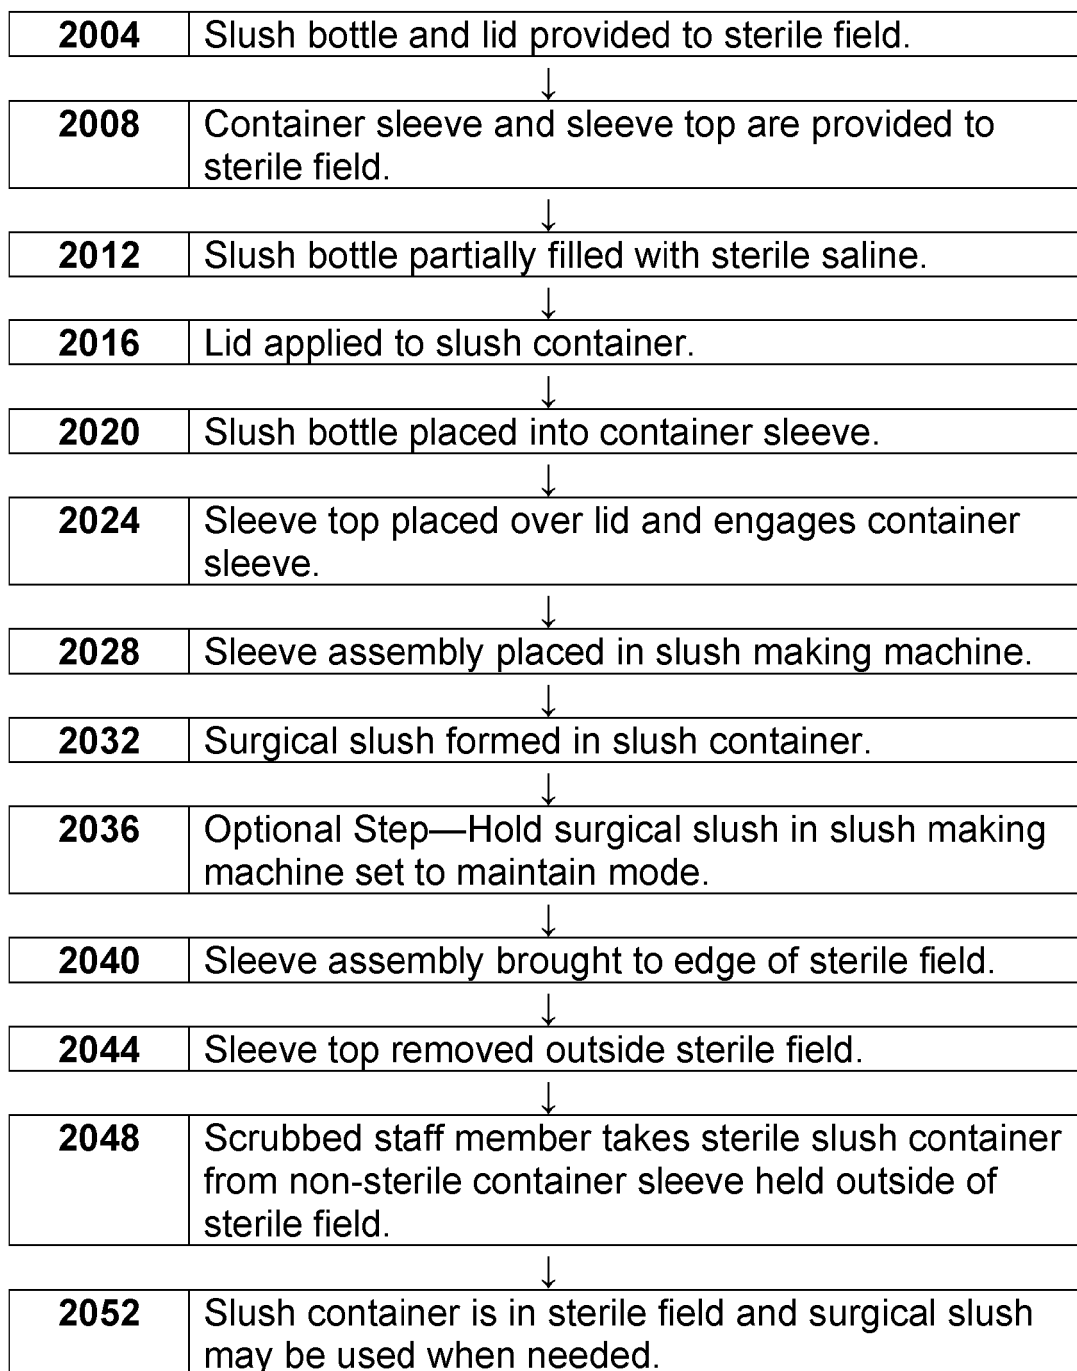 2004 Slush bottle and lid provided to sterile field.
↓
2008 Container sleeve and sleeve top are provided to
sterile field.
↓
2012 Slush bottle partially filled with sterile saline.
↓
2016 Lid applied to slush container.
↓
2020 Slush bottle placed into container sleeve.
↓
2024 Sleeve top placed over lid and engages container
sleeve.
↓
2028 Sleeve assembly placed in slush making machine.
↓
2032 Surgical slush formed in slush container.
↓
2036 Optional Step—Hold surgical slush in slush making
machine set to maintain mode.
↓
2040 Sleeve assembly brought to edge of sterile field.
↓
2044 Sleeve top removed outside sterile field.
↓
2048 Scrubbed staff member takes sterile slush container
from non-sterile container sleeve held outside of
sterile field.
↓
2052 Slush container is in sterile field and surgical slush
may be used when needed.